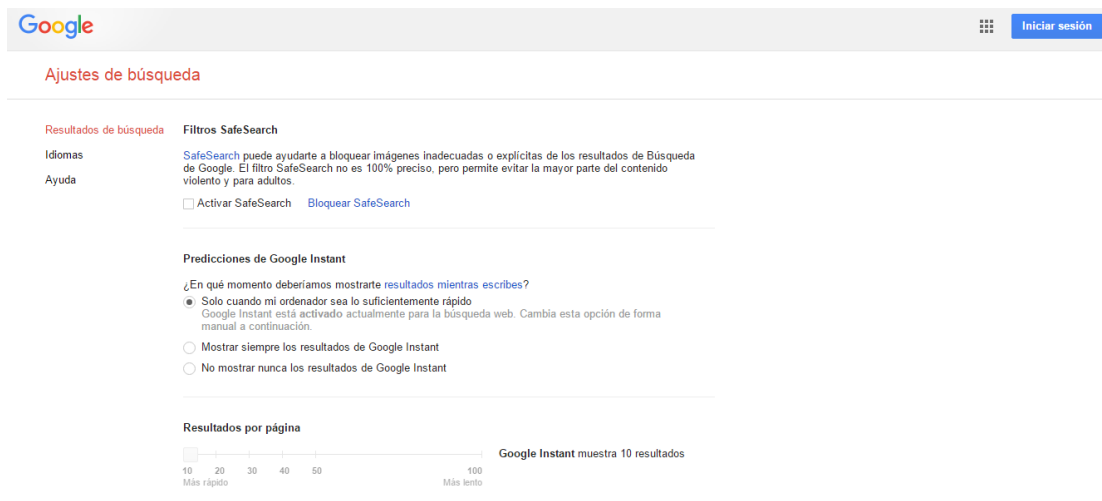 Google
Iniciar sesión
Ajustes de búsqueda
Resultados de búsqueda
Idiomas
Ayuda
Filtros SafeSearch
SafeSearch puede ayudarte a bloquear imágenes inadecuadas o explícitas de los resultados de Búsqueda
de Google. El filtro SafeSearch no es 100% preciso, pero permite evitar la mayor parte del contenido
violento y para adultos.
Activar SafeSearch Bloquear SafeSearch
Predicciones de Google Instant
¿En qué momento deberíamos mostrarte resultados mientras escribes?
Solo cuando mi ordenador sea lo suficientemente rápido
Google Instant está activado actualmente para la búsqueda web. Cambia esta opción de forma
manual a continuación.
Mostrar siempre los resultados de Google Instant
No mostrar nunca los resultados de Google Instant
Resultados por página
Google Instant muestra 10 resultados
10 20 30 40 50 100
Más rápido Más lento